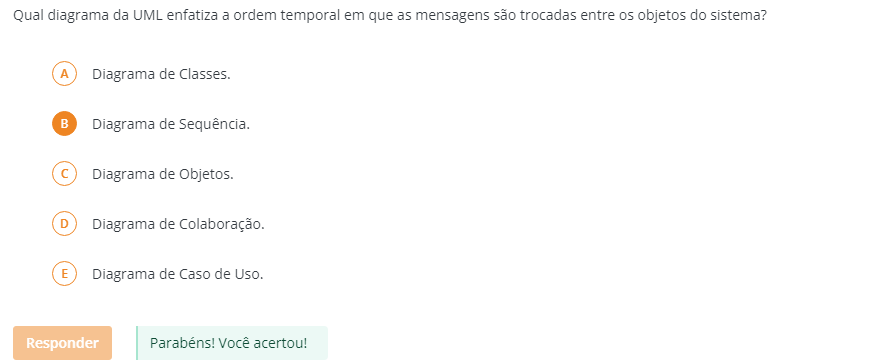 Qual diagrama da UML enfatiza a ordem temporal em que as mensagens são trocadas entre os objetos do sistema?
A Diagrama de Classes.
B Diagrama de Sequência.
C Diagrama de Objetos.
D Diagrama de Colaboração.
E Diagrama de Caso de Uso.
Responder Parabéns! Você acertou!